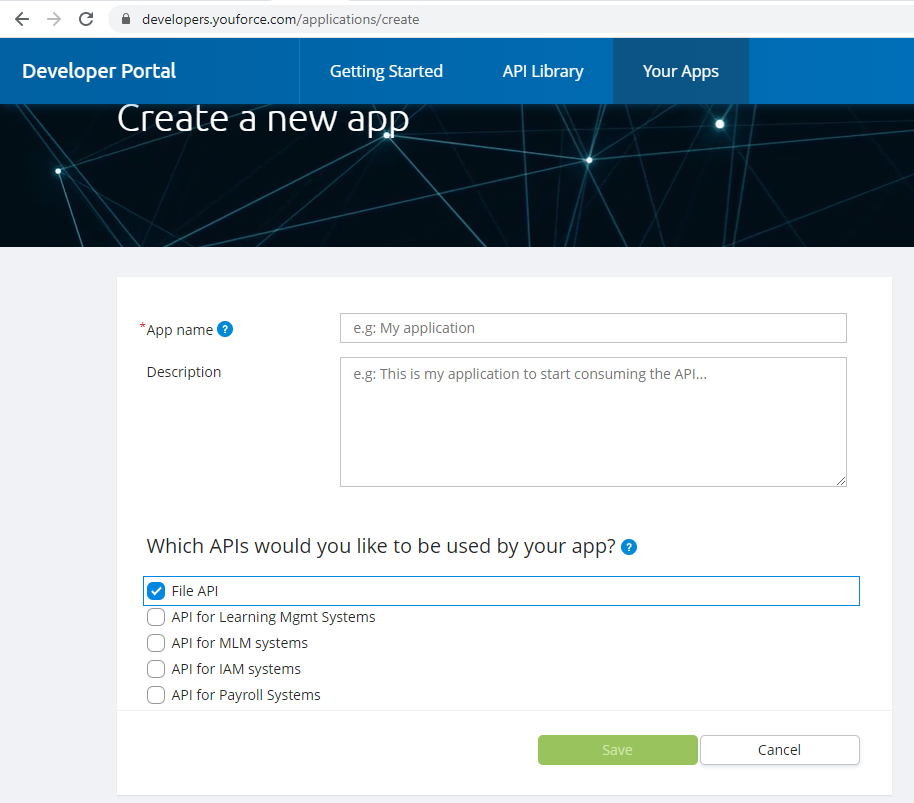 developers.youforce.com/applications/create
Developer Portal
Getting Started
API Library
Your Apps
Create a new app
*App name ?
e.g: My application
Description
e.g: This is my application to start consuming the API...
Which APIs would you like to be used by your app? ?
File API
API for Learning Mgmt Systems
API for MLM systems
API for IAM systems
API for Payroll Systems
Save
Cancel